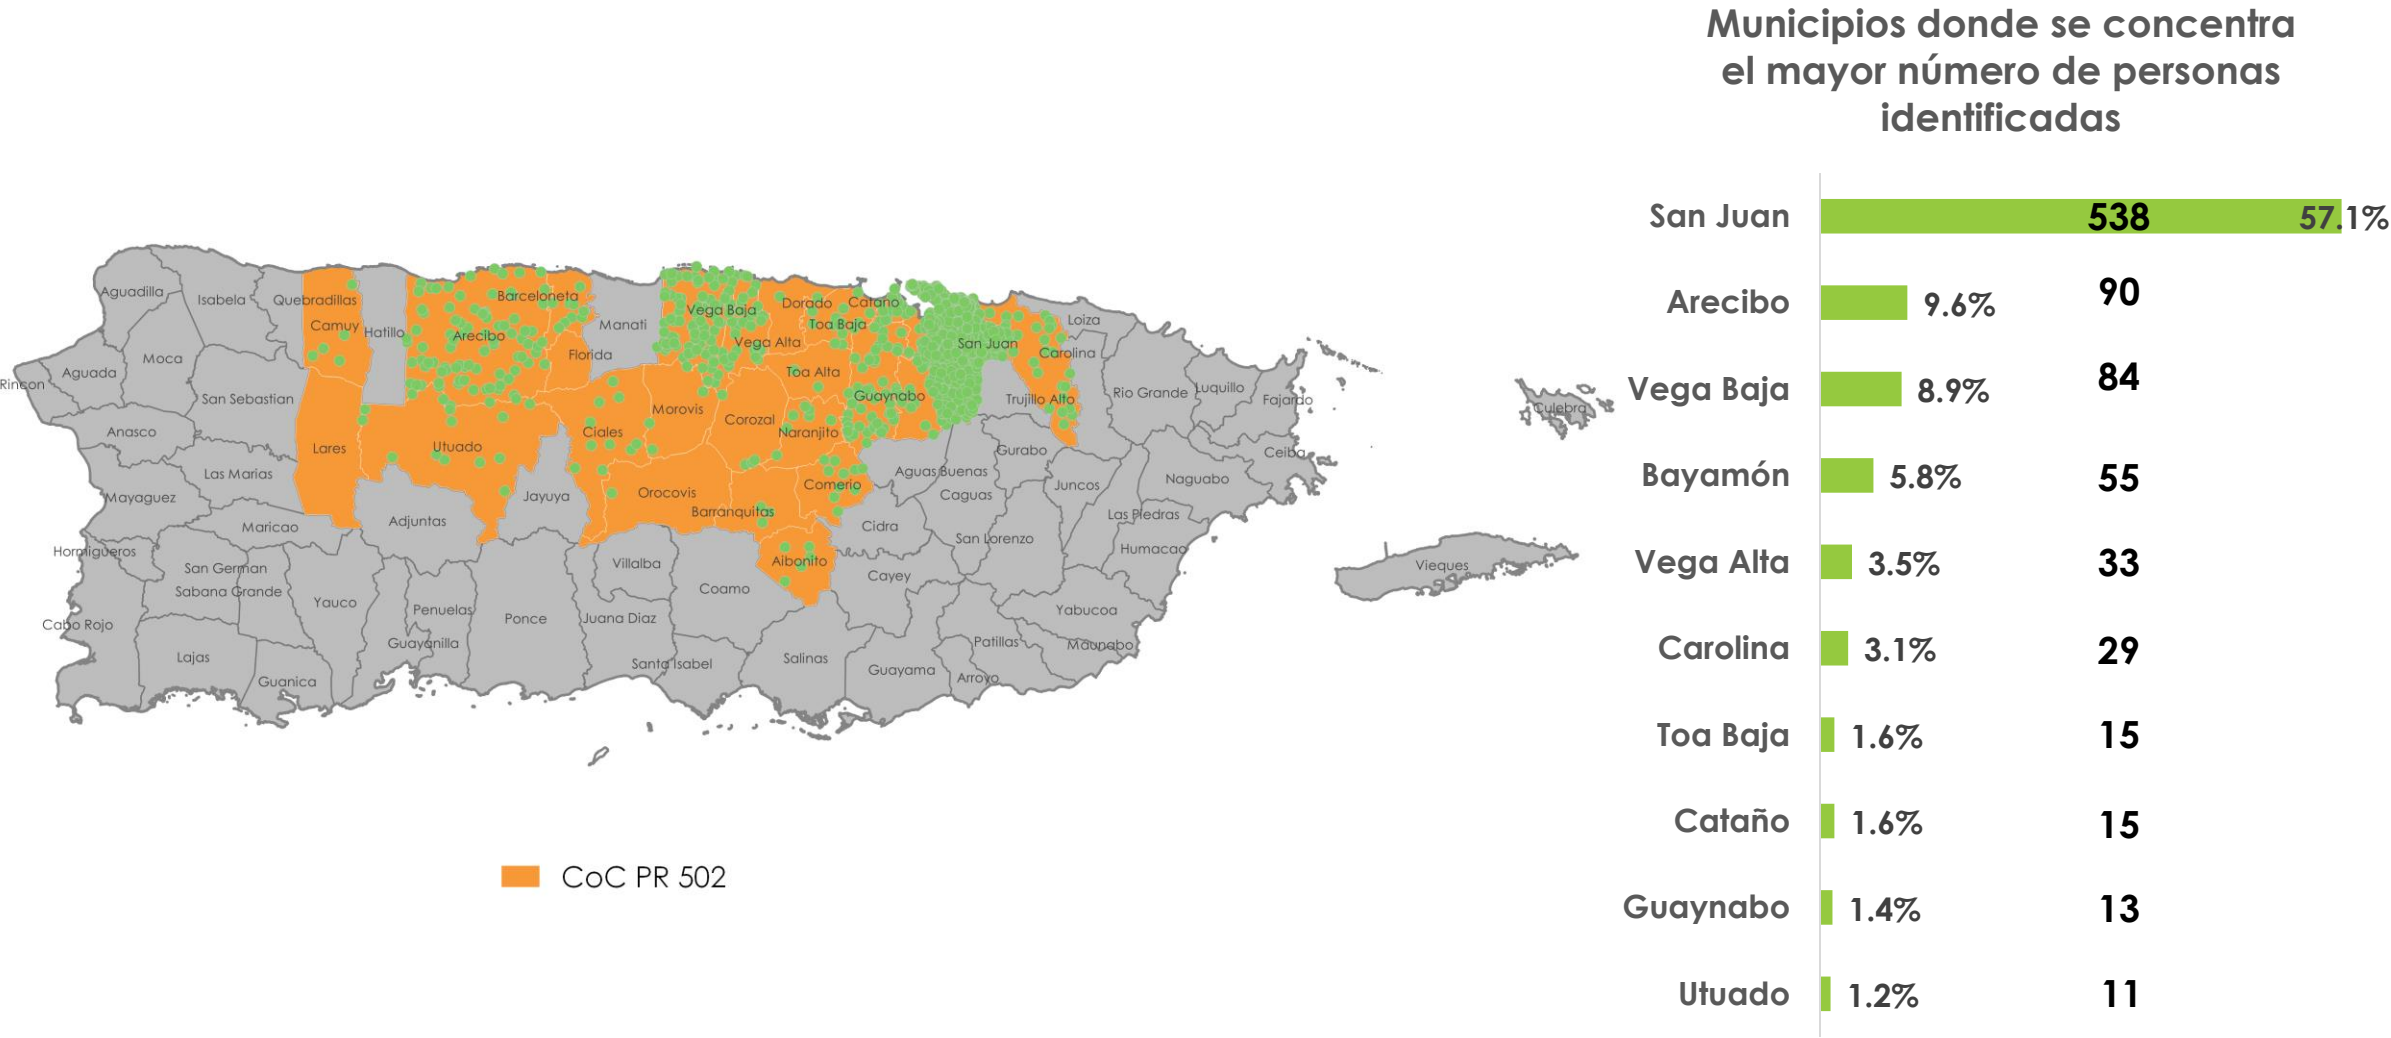 Municipios donde se concentra
el mayor número de personas
identificadas
San Juan 538 57.1%
Arecibo 9.6% 90
Vega Baja 8.9% 84
Bayamón 5.8% 55
Vega Alta 3.5% 33
Carolina 3.1% 29
Toa Baja 1.6% 15
Cataño 1.6% 15
Guaynabo 1.4% 13
Utuado 1.2% 11
Aguadilla
Isabela
Quebradillas
Camuy
Hatillo
Barceloneta
Arecibo
Manati
Florida
Vega Baja
Vega Alta
Dorado
Toa Baja
Catano
Toa Alta
San Juan
Loiza
Carolina
Moca
Aguada
Rincon
San Sebastian
Anasco
Las Marias
Lares
Utuado
Ciales
Morovis
Corozal
Naranjito
Guaynabo
Trujillo Alto
Rio Grande
Luquillo
Fajardo
Culebra
Ceiba
Mayaguez
Maricao
Adjuntas
Jayuya
Orocovis
Barranquitas
Comerio
Aguas Buenas
Caguas
Gurabo
Juncos
Naguabo
Las Piedras
Humacao
Cidra
San Lorenzo
Hormigueros
San German
Sabana Grande
Yauco
Penuelas
Guayanilla
Ponce
Villalba
Juana Diaz
Coamo
Aibonito
Cayey
Vieques
Yabucoa
Maunabo
Patillas
Cabo Rojo
Lajas
Guanica
Santa Isabel
Salinas
Guayama
Arroyo
CoC PR 502